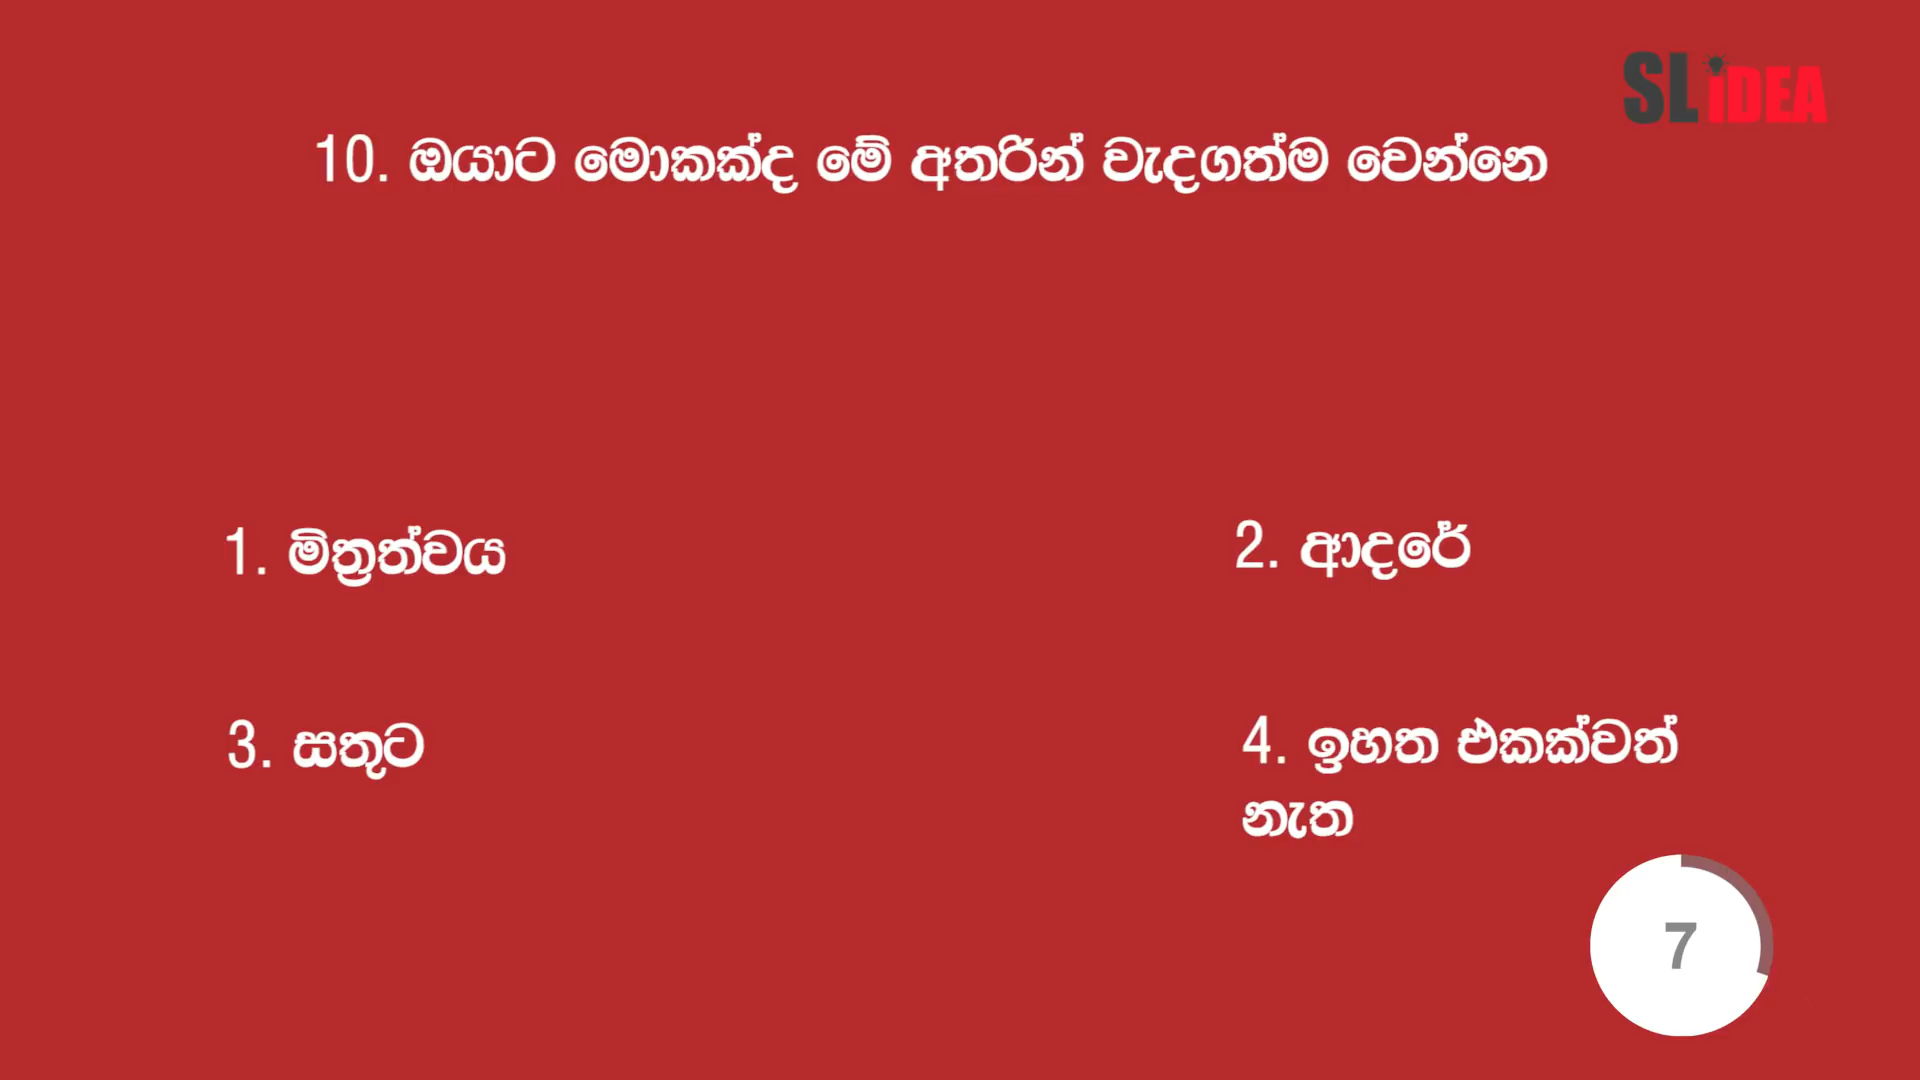 SL iDEA
10. ඔයාට මොකක්ද මේ අතරින් වැදගත්ම වෙන්නෙ
1. මිත්‍රත්වය
2. ආදරේ
3. සතුට
4. ඉහත එකක්වත්
නැත
7